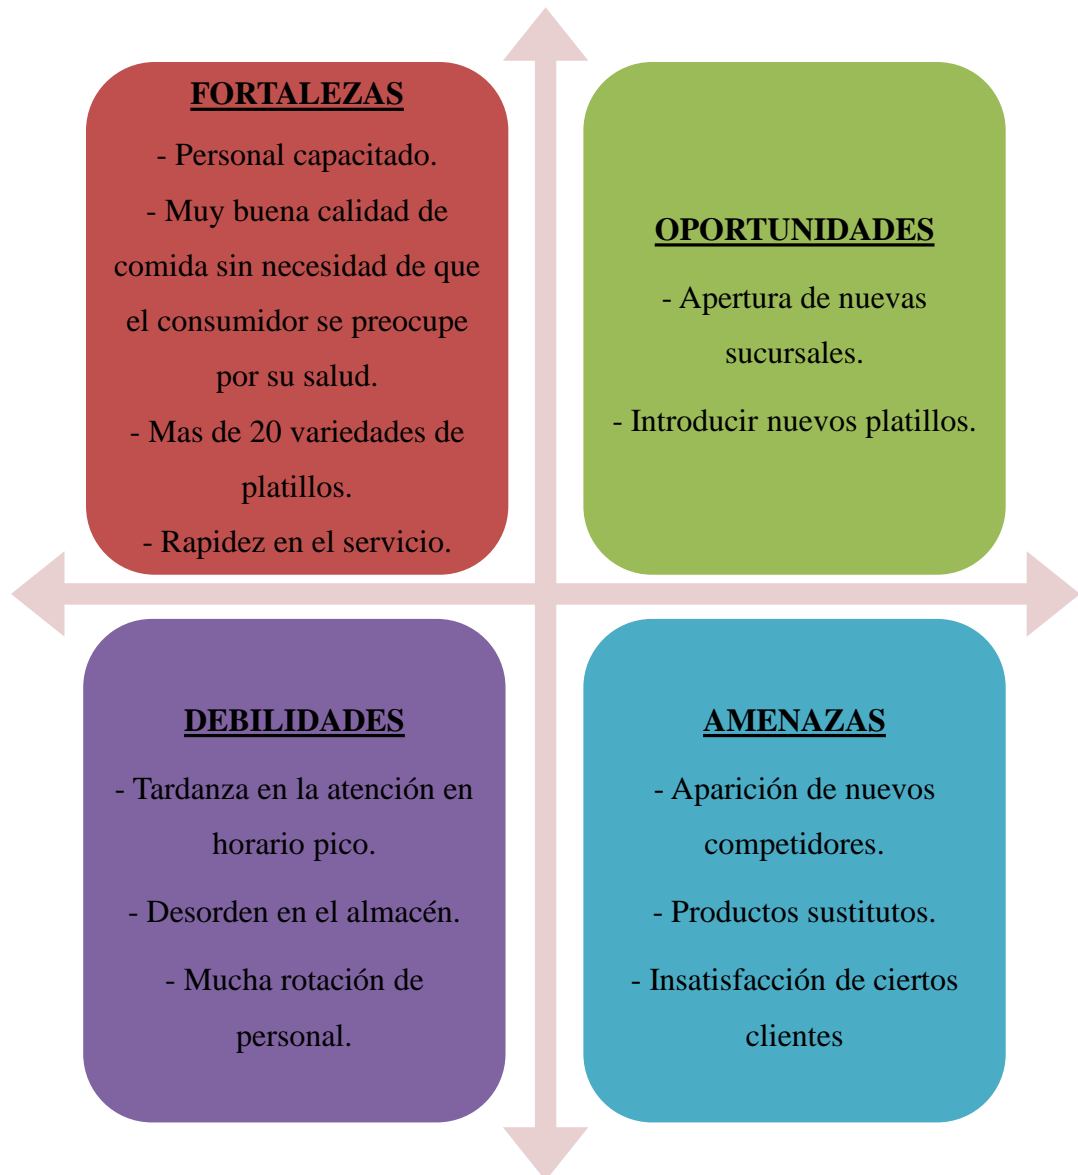 FORTALEZAS
- Personal capacitado.
- Muy buena calidad de
comida sin necesidad de que
el consumidor se preocupe
por su salud.
- Mas de 20 variedades de
platillos.
- Rapidez en el servicio.
OPORTUNIDADES
- Apertura de nuevas
sucursales.
- Introducir nuevos platillos.
DEBILIDADES
- Tardanza en la atención en
horario pico.
- Desorden en el almacén.
- Mucha rotación de
personal.
AMENAZAS
- Aparición de nuevos
competidores.
- Productos sustitutos.
- Insatisfacción de ciertos
clientes